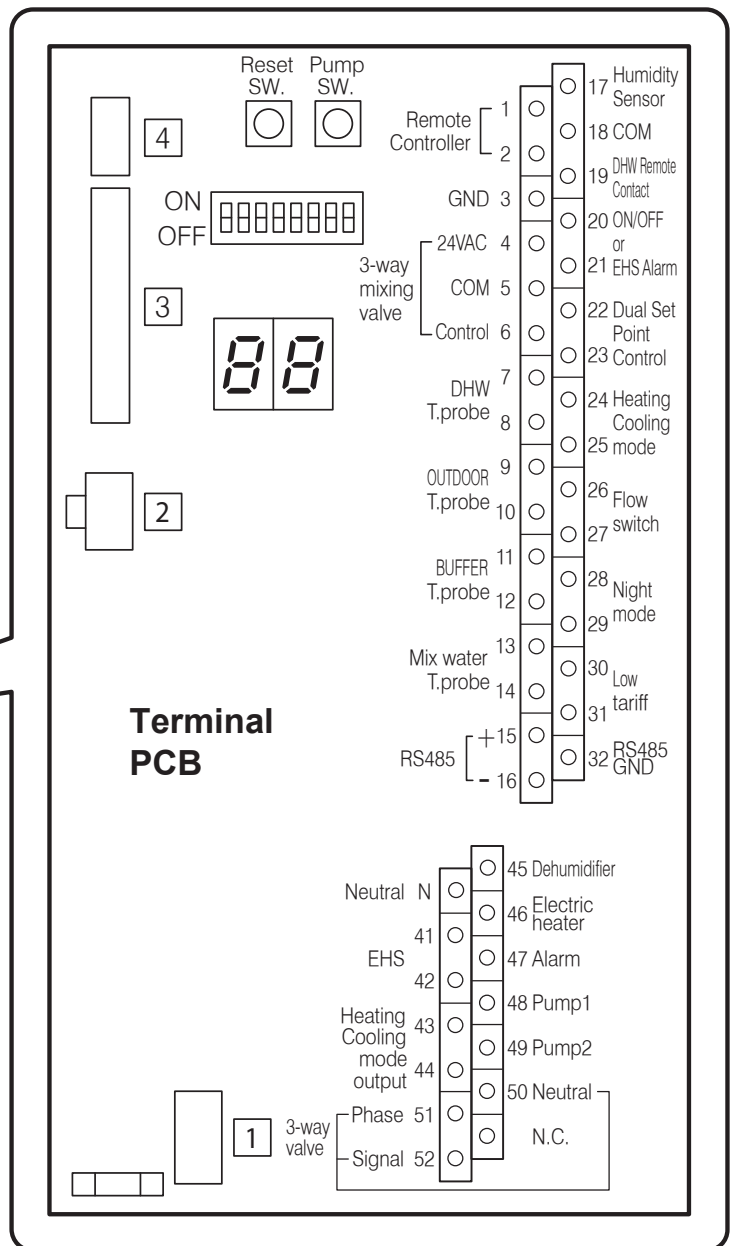 Reset Pump
SW. SW.
4
ON
OFF
3
88
2
Terminal
PCB
1
Remote
Controller
1
2
GND 3
3-way
mixing
valve
24VAC 4
COM 5
Control 6
DHW
T.probe
7
8
OUTDOOR
T.probe
9
10
BUFFER
T.probe
11
12
Mix water
T.probe
13
14
RS485
+ 15
- 16
17 Humidity
Sensor
18 COM
19 DHW Remote
Contact
20 ON/OFF
or
21 EHS Alarm
22 Dual Set
Point
23 Control
24 Heating
Cooling
25 mode
26
Flow
switch
27
28
Night
mode
29
30
Low
tariff
31
32 RS485
GND
Neutral N
EHS
41
42
Heating
Cooling
mode
output
43
44
3-way
valve
Phase 51
Signal 52
45 Dehumidifier
46 Electric
heater
47 Alarm
48 Pump1
49 Pump2
50 Neutral
N.C.